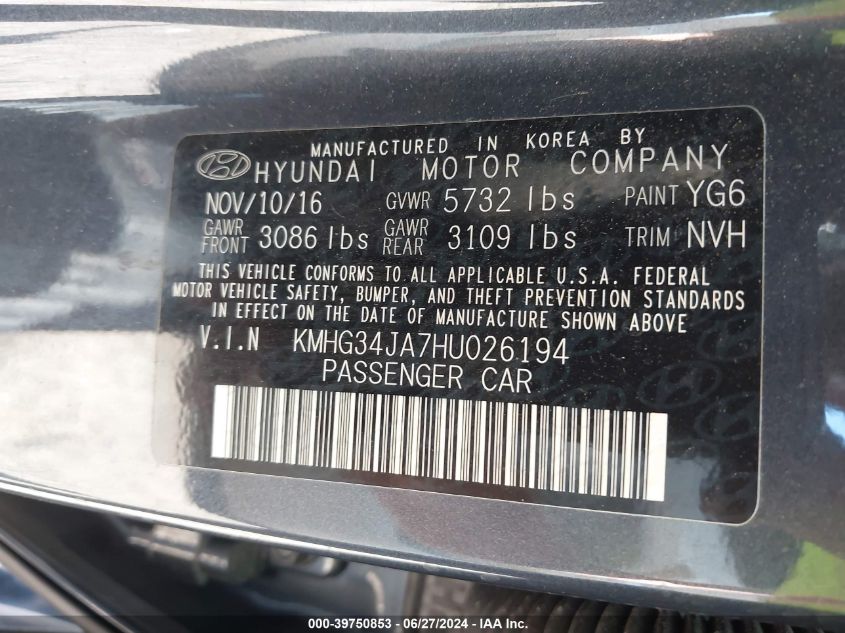 MANUFACTURED IN KOREA BY
HYUNDAI MOTOR COMPANY
NOV/10/16 GVWR 5732 lbs PAINT YG6
GAWR FRONT 3086 lbs GAWR REAR 3109 lbs TRIM NVH
THIS VEHICLE CONFORMS TO ALL APPLICABLE U.S.A. FEDERAL
MOTOR VEHICLE SAFETY, BUMPER, AND THEFT PREVENTION STANDARDS
IN EFFECT ON THE DATE OF MANUFACTURE SHOWN ABOVE
V.I.N KMHG34JA7HU026194
PASSENGER CAR
000-39750853 - 06/27/2024 - IAA Inc.